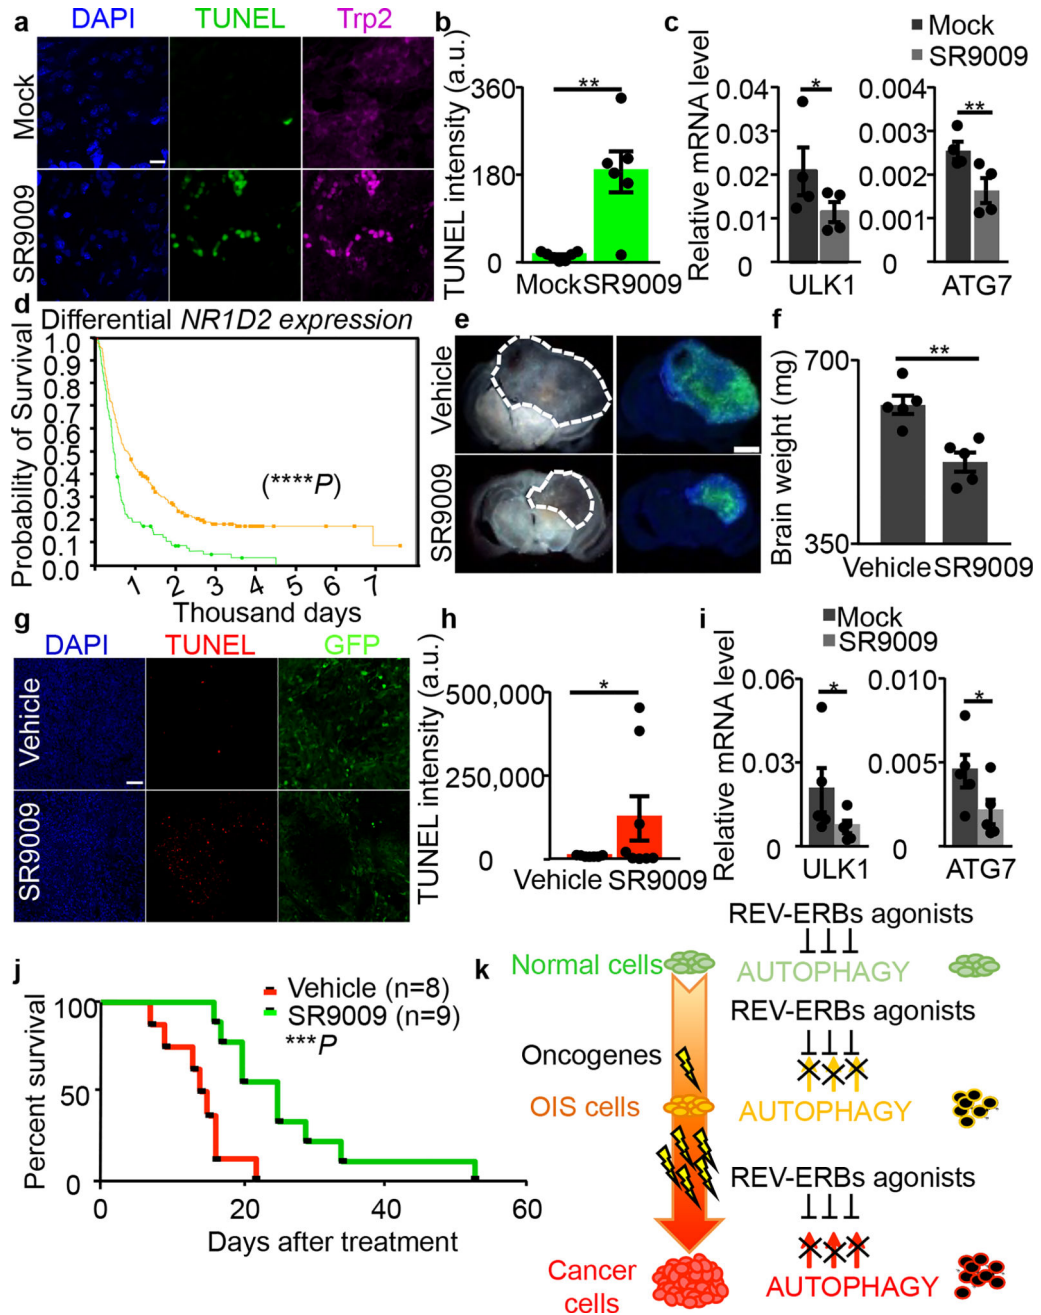 a
DAPI
TUNEL
Trp2
Mock
SR9009
b
TUNEL intensity (a.u.)
360
180
0
**
Mock SR9009
c
Mock
SR9009
Relative mRNA level
0.04
0.03
0.02
0.01
0
*
ULK1
0.004
0.003
0.002
0.001
0
**
ATG7
d
Differential NR1D2 expression
Probability of Survival
1.0
0.9
0.8
0.7
0.6
0.5
0.4
0.3
0.2
0.1
0.0
(****P)
1 2 3 4 5 6 7
Thousand days
e
Vehicle
SR9009
f
Brain weight (mg)
700
350
**
Vehicle SR9009
g
DAPI
TUNEL
GFP
Vehicle
SR9009
h
TUNEL intensity (a.u.)
500,000
250,000
0
*
Vehicle SR9009
i
Mock
SR9009
Relative mRNA level
0.06
0.03
0
*
ULK1
0.010
0.005
0
*
ATG7
j
Vehicle (n=8)
SR9009 (n=9)
***P
Percent survival
100
50
0
0 20 40 60
Days after treatment
k
REV-ERBs agonists
Normal cells
AUTOPHAGY
REV-ERBs agonists
Oncogenes
OIS cells
AUTOPHAGY
REV-ERBs agonists
Cancer
cells
AUTOPHAGY